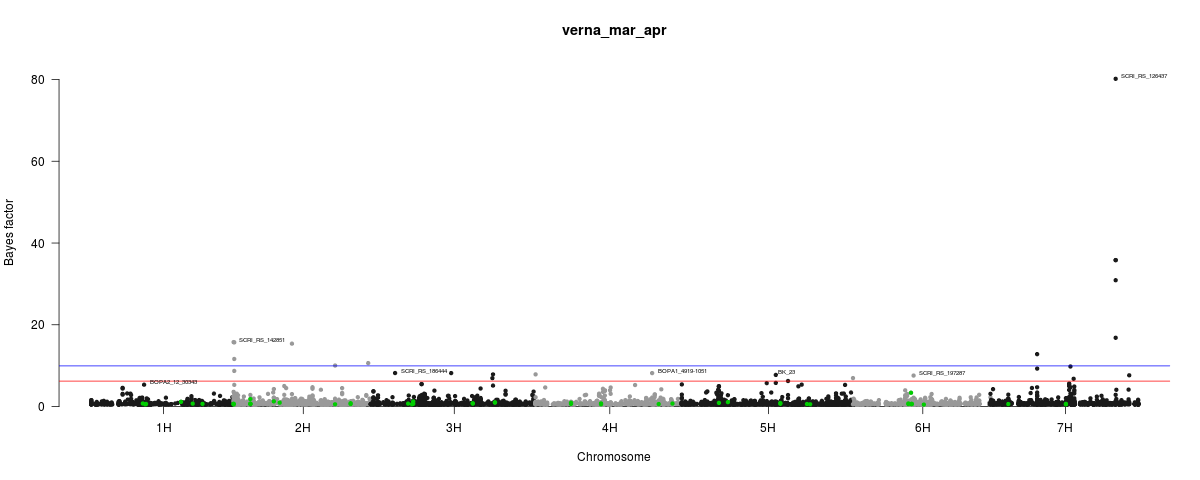 verna_mar_apr
80
SCRI_RS_126437
60
Bayes factor
40
20
SCRI_RS_142851
SCRI_RS_186444
BOPA1_4919-1051
BK_23
SCRI_RS_197287
BOPA2_12_30343
0
1H 2H 3H 4H 5H 6H 7H
Chromosome